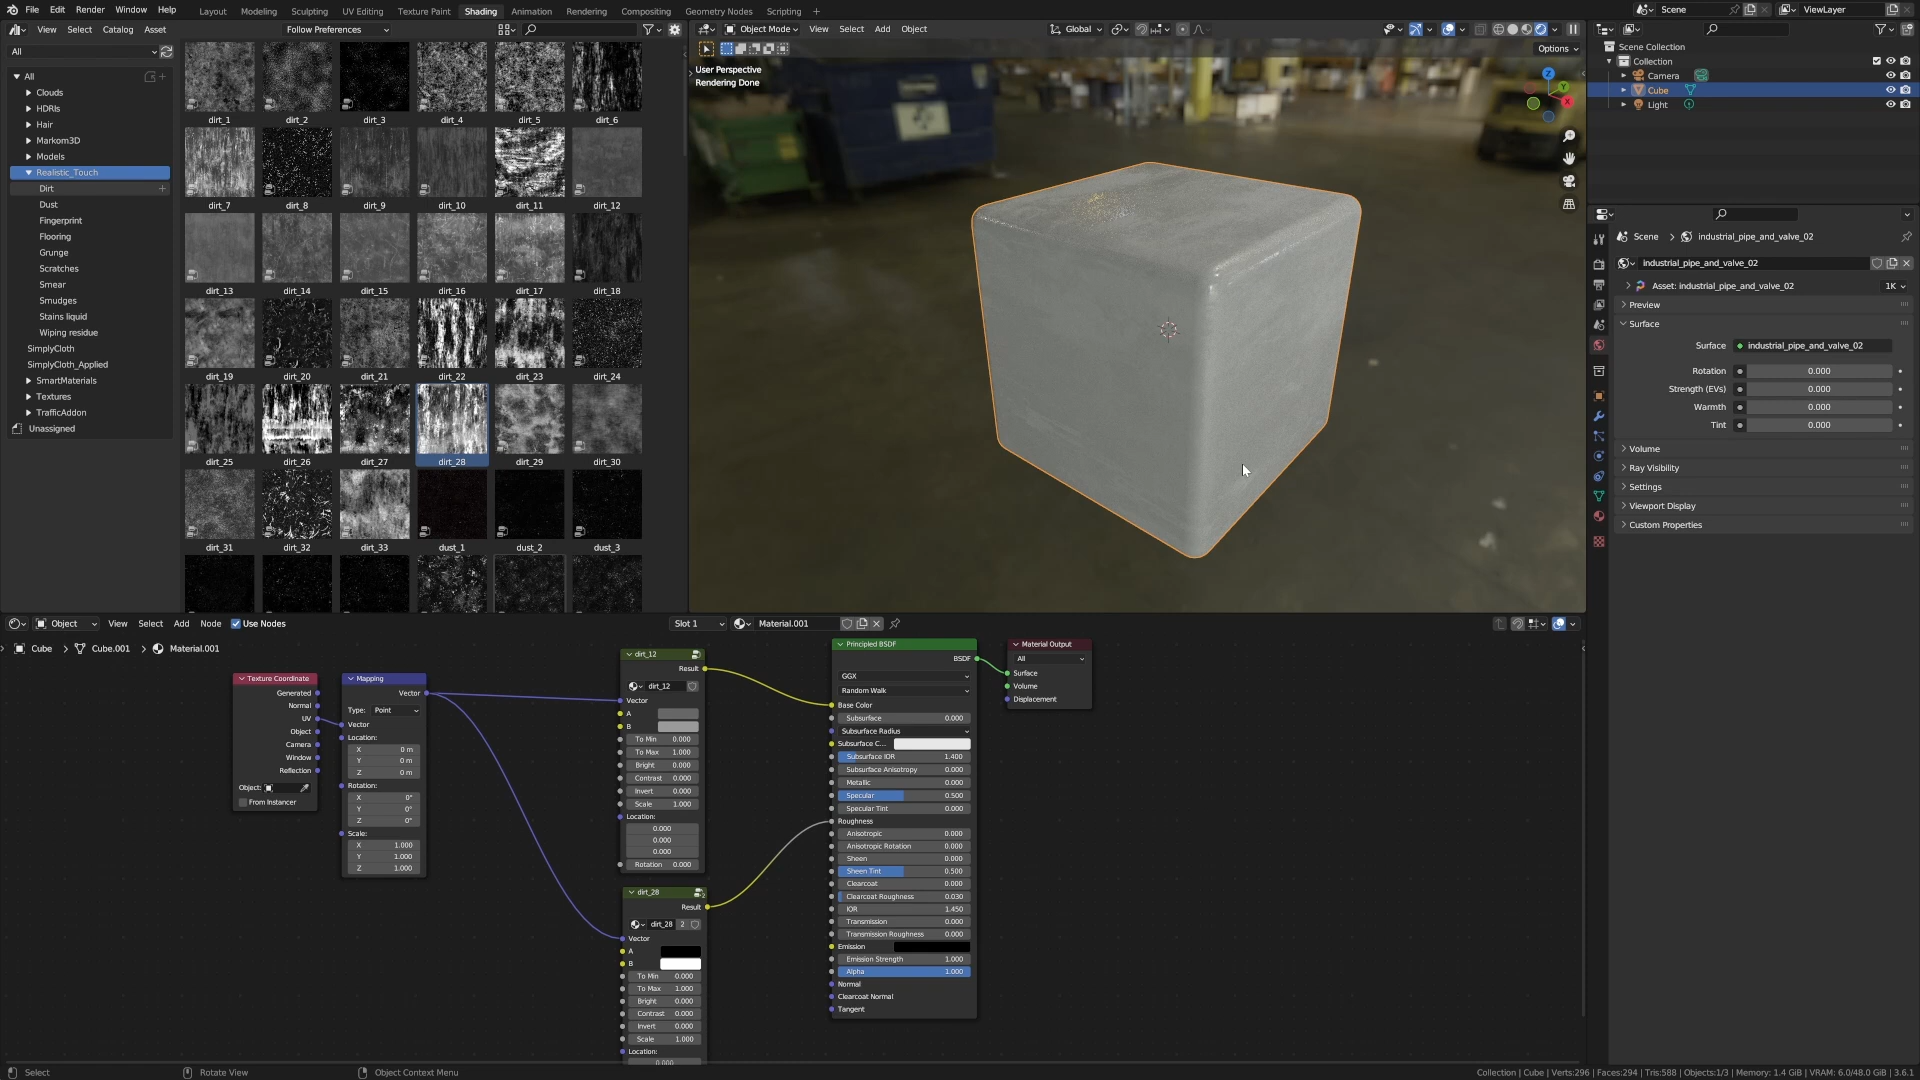 File Edit Render Window Help Layout Modeling Sculpting UV Editing Texture Paint Shading Animation Rendering Compositing Geometry Nodes Scripting + Scene ViewLayer
View Select Catalog Asset Follow Preferences
Object Mode View Select Add Object Global
Options
All
All
Clouds
HDRIs
Hair
Markom3D
Models
Realistic_Touch
Dirt
Dust
Fingerprint
Flooring
Grunge
Scratches
Smear
Smudges
Stains liquid
Wiping residue
SimplyCloth
SimplyCloth_Applied
SmartMaterials
Textures
TrafficAddon
Unassigned
dirt_1 dirt_2 dirt_3 dirt_4 dirt_5 dirt_6
dirt_7 dirt_8 dirt_9 dirt_10 dirt_11 dirt_12
dirt_13 dirt_14 dirt_15 dirt_16 dirt_17 dirt_18
dirt_19 dirt_20 dirt_21 dirt_22 dirt_23 dirt_24
dirt_25 dirt_26 dirt_27 dirt_28 dirt_29 dirt_30
dirt_31 dirt_32 dirt_33 dust_1 dust_2 dust_3
User Perspective
Rendering Done
Z
Y
X
Scene Collection
Collection
Camera
Cube
Light
Scene > industrial_pipe_and_valve_02
industrial_pipe_and_valve_02
Asset: industrial_pipe_and_valve_02 1K
Preview
Surface
Surface industrial_pipe_and_valve_02
Rotation 0.000
Strength (EVs) 0.000
Warmth 0.000
Tint 0.000
Volume
Ray Visibility
Settings
Viewport Display
Custom Properties
Object View Select Add Node Use Nodes Slot 1 Material.001
Cube > Cube.001 > Material.001
Texture Coordinate
Generated
Normal
UV
Object
Camera
Window
Reflection
Object:
From Instancer
Mapping
Vector
Type: Point
Vector
Location:
X 0 m
Y 0 m
Z 0 m
Rotation:
X 0°
Y 0°
Z 0°
Scale:
X 1.000
Y 1.000
Z 1.000
dirt_12
Result
dirt_12
Vector
A
B
To Min 0.000
To Max 1.000
Bright 0.000
Contrast 0.000
Invert 0.000
Scale 1.000
Location:
0.000
0.000
0.000
Rotation 0.000
dirt_28
Result
dirt_28 2
Vector
A
B
To Min 0.000
To Max 1.000
Bright 0.000
Contrast 0.000
Invert 0.000
Scale 1.000
Location:
0.000
Principled BSDF
BSDF
GGX
Random Walk
Base Color
Subsurface 0.000
Subsurface Radius
Subsurface C...
Subsurface IOR 1.400
Subsurface Anisotropy 0.000
Metallic 0.000
Specular 0.500
Specular Tint 0.000
Roughness
Anisotropic 0.000
Anisotropic Rotation 0.000
Sheen 0.000
Sheen Tint 0.500
Clearcoat 0.000
Clearcoat Roughness 0.030
IOR 1.450
Transmission 0.000
Transmission Roughness 0.000
Emission
Emission Strength 1.000
Alpha 1.000
Normal
Clearcoat Normal
Tangent
Material Output
All
Surface
Volume
Displacement
Select Rotate View Object Context Menu Collection | Cube | Verts:296 | Faces:294 | Tris:588 | Objects:1/3 | Memory: 1.4 GiB | VRAM: 6.0/48.0 GiB | 3.6.1